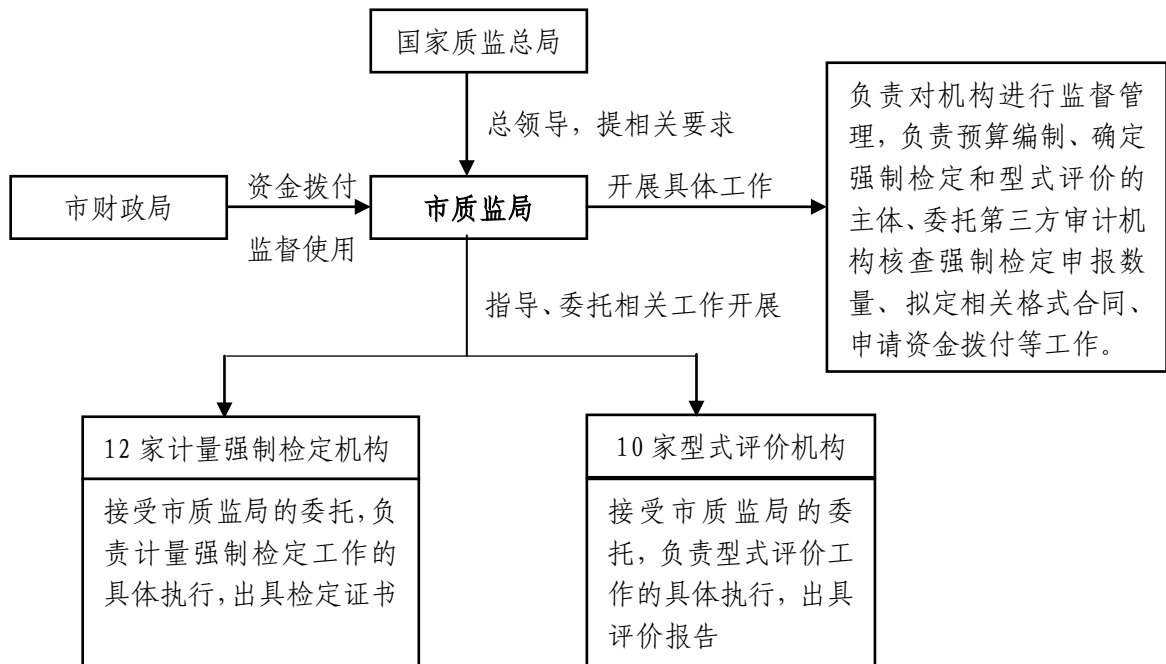 国家质监总局
总领导，提相关要求
市财政局
资金拨付
监督使用
市质监局
开展具体工作
负责对机构进行监督管
理，负责预算编制、确定
强制检定和型式评价的
主体、委托第三方审计机
构核查强制检定申报数
量、拟定相关格式合同、
申请资金拨付等工作。
指导、委托相关工作开展
12 家计量强制检定机构
接受市质监局的委托，负
责计量强制检定工作的
具体执行，出具检定证书
10 家型式评价机构
接受市质监局的委
托，负责型式评价工
作的具体执行，出具
评价报告